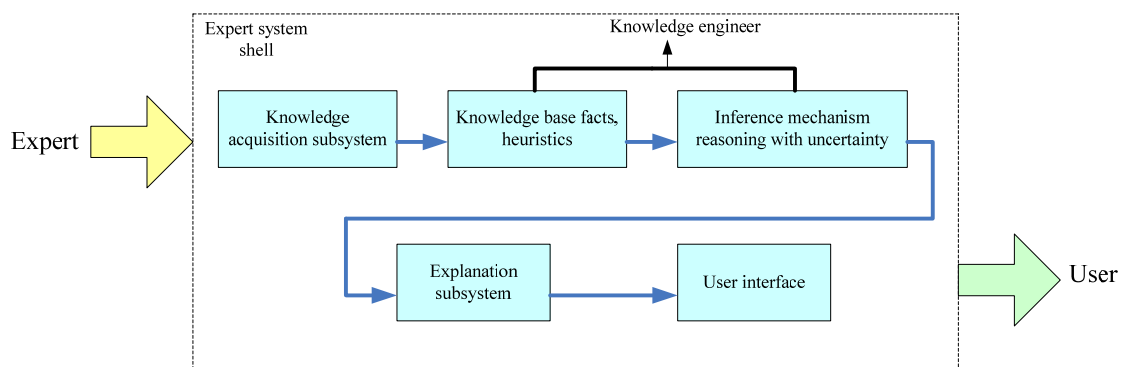 Expert system
shell
Knowledge engineer
Knowledge
acquisition subsystem
Knowledge base facts,
heuristics
Inference mechanism
reasoning with uncertainty
Expert
Explanation
subsystem
User interface
User